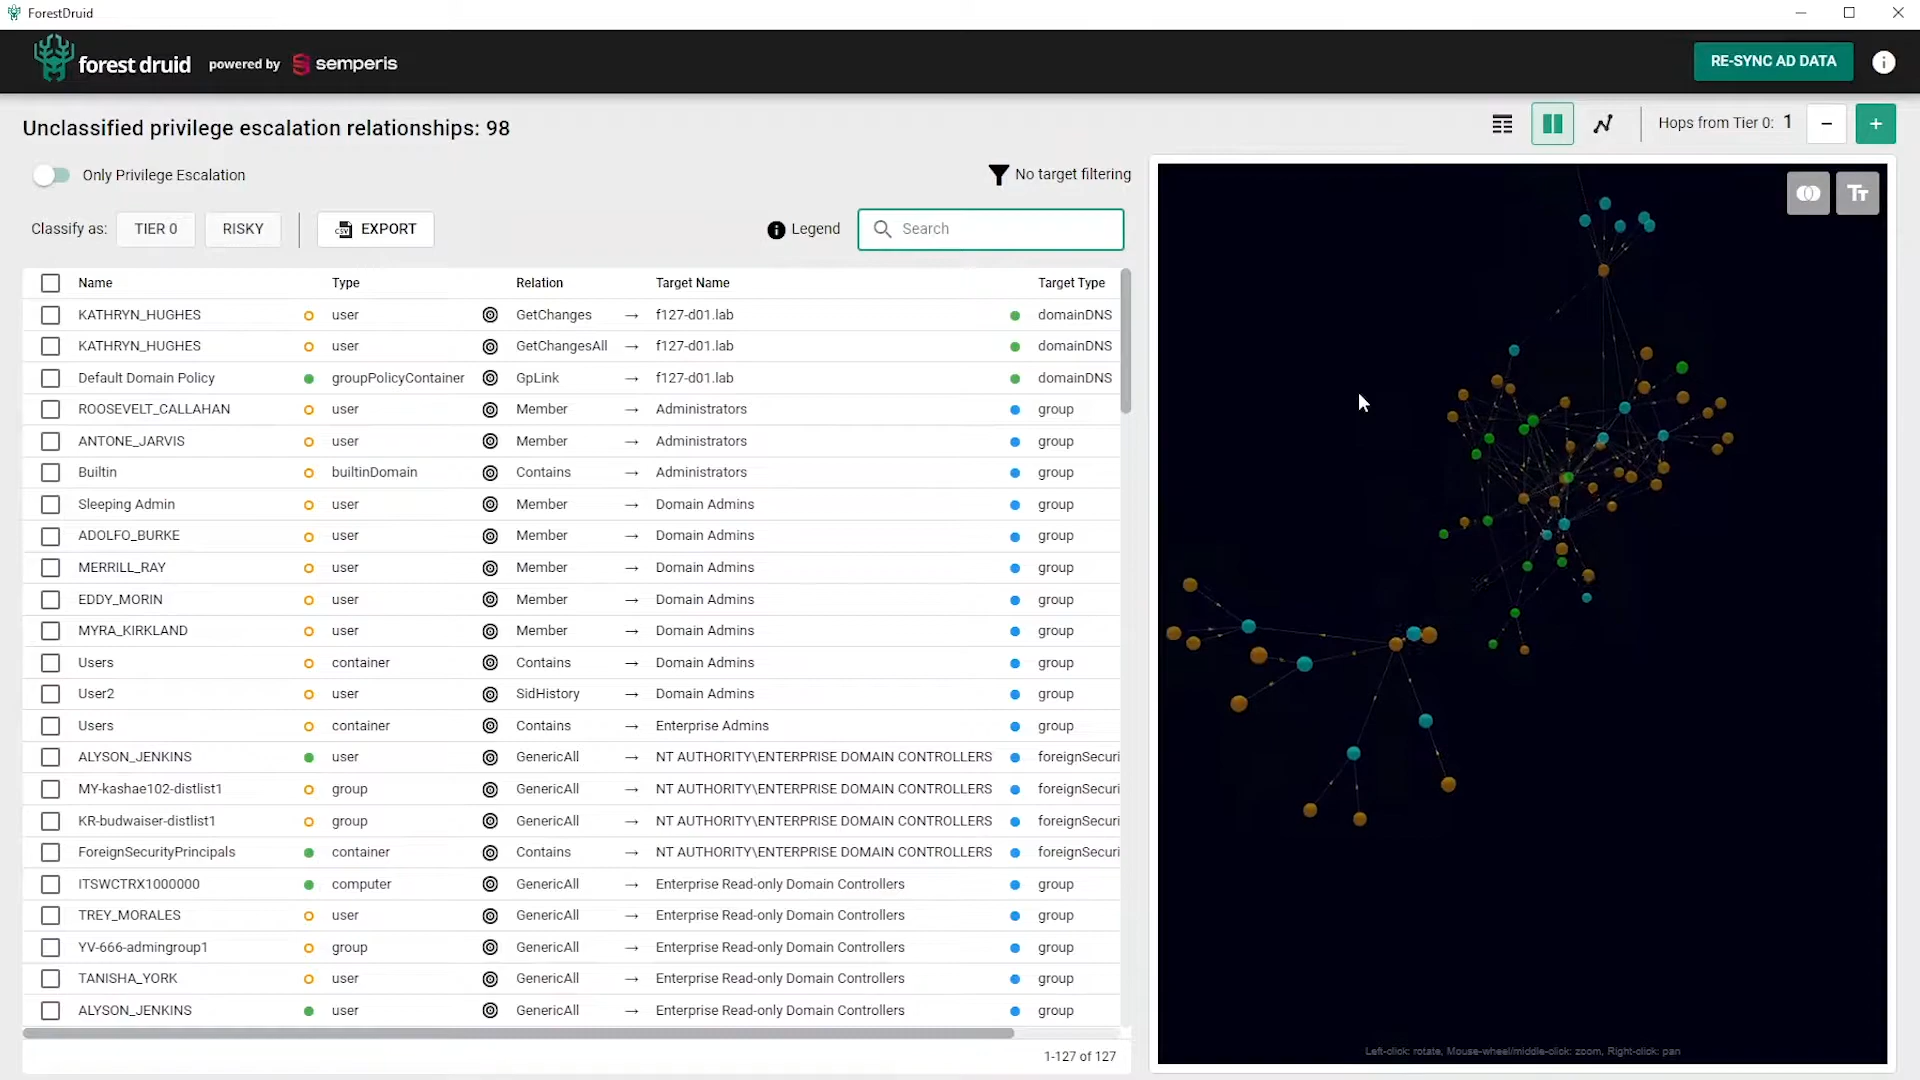 ForestDruid
forest druid powered by semperis
RE-SYNC AD DATA
Unclassified privilege escalation relationships: 98
Hops from Tier 0: 1 − +
Only Privilege Escalation
No target filtering
Classify as: TIER 0 RISKY EXPORT Legend Search
CSV
Tт
Name Type Relation Target Name Target Type
KATHRYN_HUGHES user GetChanges → f127-d01.lab domainDNS
KATHRYN_HUGHES user GetChangesAll → f127-d01.lab domainDNS
Default Domain Policy groupPolicyContainer GpLink → f127-d01.lab domainDNS
ROOSEVELT_CALLAHAN user Member → Administrators group
ANTONE_JARVIS user Member → Administrators group
Builtin builtinDomain Contains → Administrators group
Sleeping Admin user Member → Domain Admins group
ADOLFO_BURKE user Member → Domain Admins group
MERRILL_RAY user Member → Domain Admins group
EDDY_MORIN user Member → Domain Admins group
MYRA_KIRKLAND user Member → Domain Admins group
Users container Contains → Domain Admins group
User2 user SidHistory → Domain Admins group
Users container Contains → Enterprise Admins group
ALYSON_JENKINS user GenericAll → NT AUTHORITY\ENTERPRISE DOMAIN CONTROLLERS foreignSecuri
MY-kashae102-distlist1 group GenericAll → NT AUTHORITY\ENTERPRISE DOMAIN CONTROLLERS foreignSecuri
KR-budwaiser-distlist1 group GenericAll → NT AUTHORITY\ENTERPRISE DOMAIN CONTROLLERS foreignSecuri
ForeignSecurityPrincipals container Contains → NT AUTHORITY\ENTERPRISE DOMAIN CONTROLLERS foreignSecuri
ITSWCTRX1000000 computer GenericAll → Enterprise Read-only Domain Controllers group
TREY_MORALES user GenericAll → Enterprise Read-only Domain Controllers group
YV-666-admingroup1 group GenericAll → Enterprise Read-only Domain Controllers group
TANISHA_YORK user GenericAll → Enterprise Read-only Domain Controllers group
ALYSON_JENKINS user GenericAll → Enterprise Read-only Domain Controllers group
1-127 of 127
Left-click: rotate, Mouse-wheel/middle-click: zoom, Right-click: pan